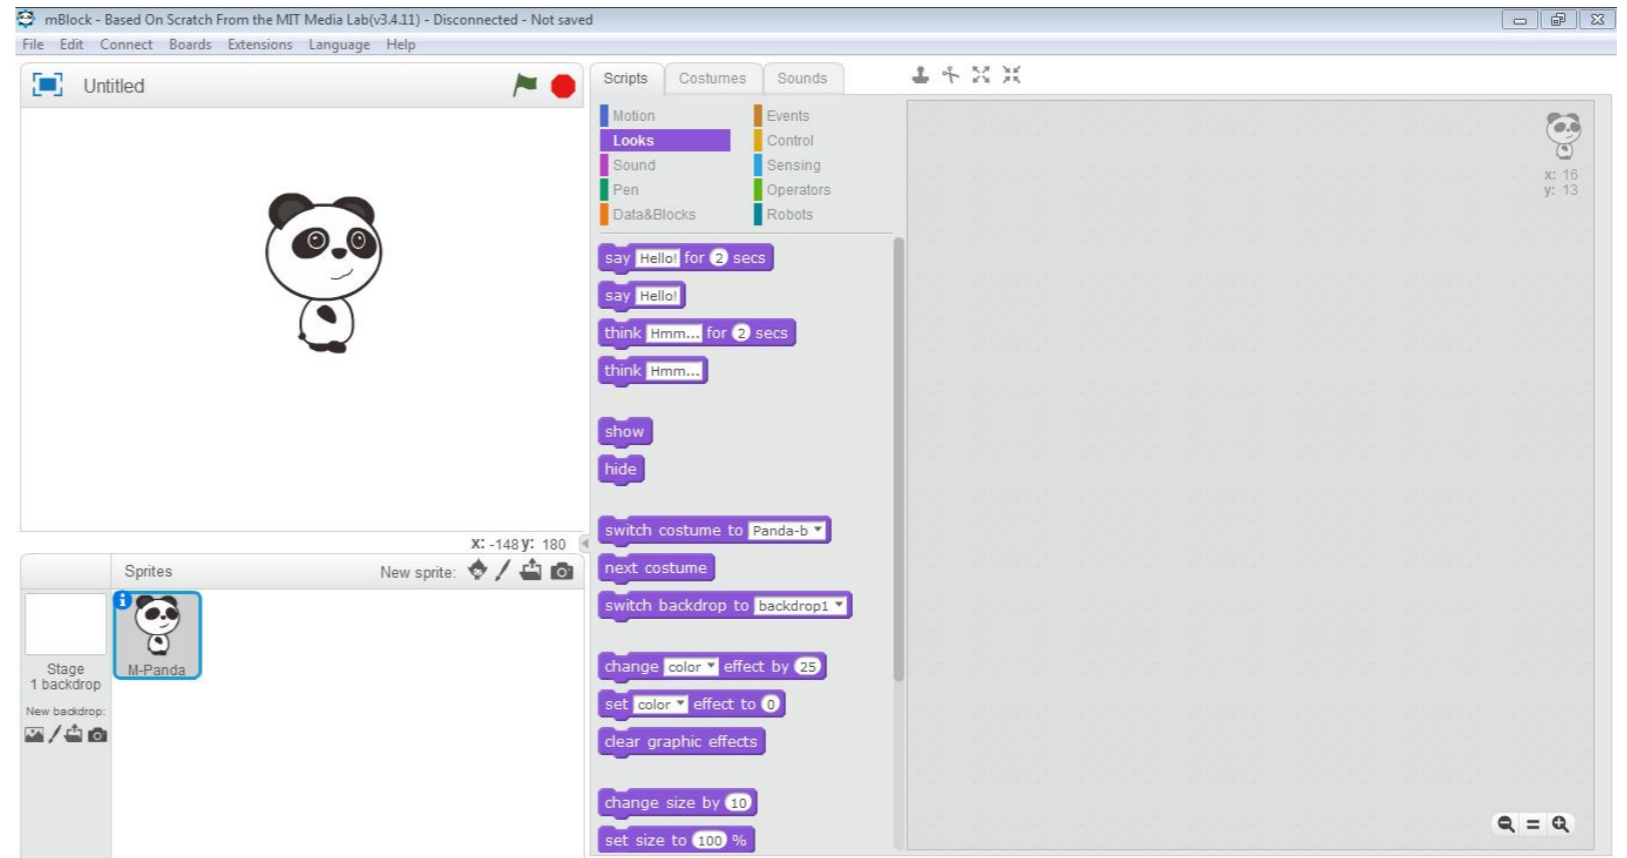 mBlock - Based On Scratch From the MIT Media Lab(v3.4.11) - Disconnected - Not saved
File Edit Connect Boards Extensions Language Help
Untitled
Scripts Costumes Sounds
Motion Events
Looks Control
Sound Sensing
Pen Operators
Data&Blocks Robots
say Hello! for 2 secs
say Hello!
think Hmm... for 2 secs
think Hmm...
show
hide
switch costume to Panda-b
next costume
switch backdrop to backdrop1
change color effect by 25
set color effect to 0
clear graphic effects
change size by 10
set size to 100 %
x: 16
y: 13
X: -148 y: 180
Sprites New sprite:
M-Panda
Stage
1 backdrop
New backdrop: